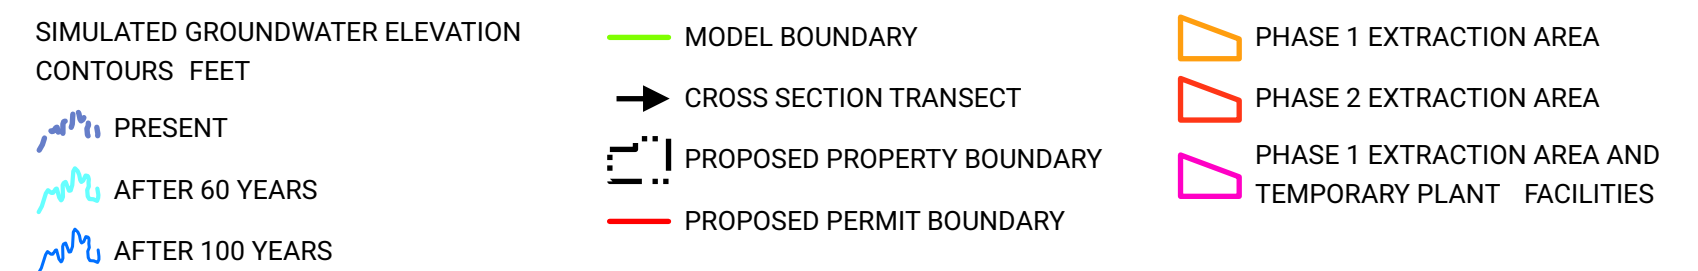 SIMULATED GROUNDWATER ELEVATION
CONTOURS FEET
PRESENT
AFTER 60 YEARS
AFTER 100 YEARS
MODEL BOUNDARY
CROSS SECTION TRANSECT
PROPOSED PROPERTY BOUNDARY
PROPOSED PERMIT BOUNDARY
PHASE 1 EXTRACTION AREA
PHASE 2 EXTRACTION AREA
PHASE 1 EXTRACTION AREA AND
TEMPORARY PLANT FACILITIES